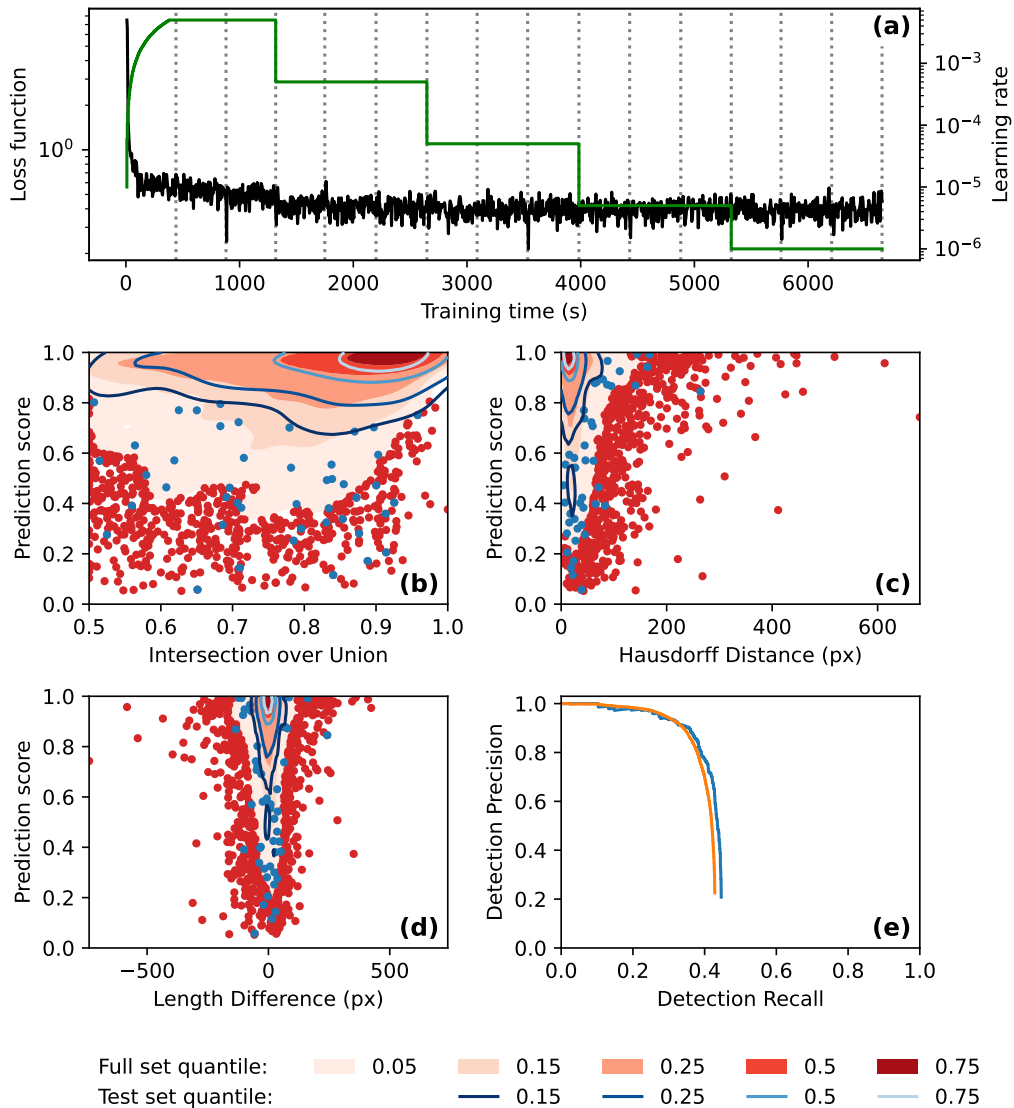 (a)
Loss function
10⁰
Learning rate
10⁻³
10⁻⁴
10⁻⁵
10⁻⁶
0 1000 2000 3000 4000 5000 6000
Training time (s)
1.0
0.8
0.6
0.4
0.2
0.0
Prediction score
(b)
0.5 0.6 0.7 0.8 0.9 1.0
Intersection over Union
1.0
0.8
0.6
0.4
0.2
0.0
Prediction score
(c)
0 200 400 600
Hausdorff Distance (px)
1.0
0.8
0.6
0.4
0.2
0.0
Prediction score
(d)
−500 0 500
Length Difference (px)
1.0
0.8
0.6
0.4
0.2
0.0
Detection Precision
(e)
0.0 0.2 0.4 0.6 0.8 1.0
Detection Recall
Full set quantile: 0.05 0.15 0.25 0.5 0.75
Test set quantile: 0.15 0.25 0.5 0.75